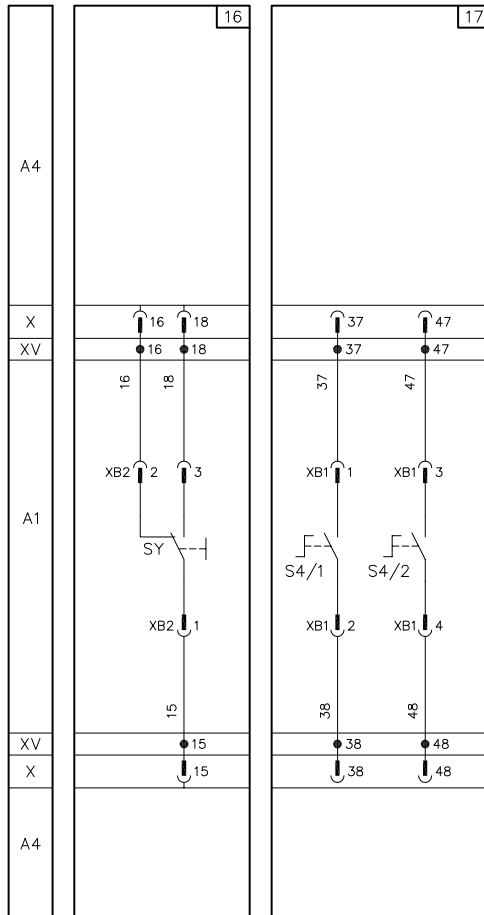 16 17
A4
X 16 18 37 47
XV 16 18 37 47
16 18 37 47
XB2 2 3 XB1 1 XB1 3
A1
SY
S4/1 S4/2
XB2 1 XB1 2 XB1 4
15 38 48
XV 15 38 48
X 15 38 48
A4